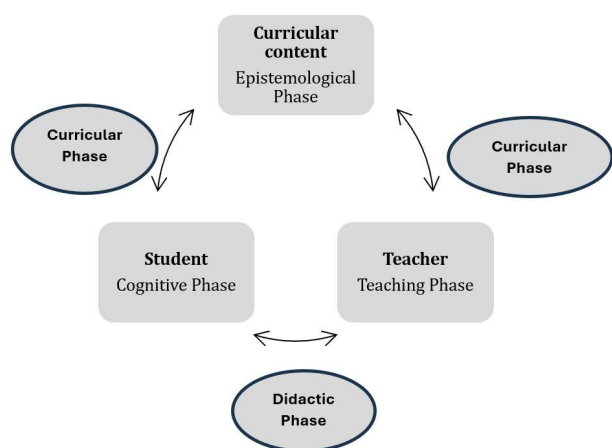 Curricular
content
Epistemological
Phase
Curricular
Phase
Curricular
Phase
Student
Cognitive Phase
Teacher
Teaching Phase
Didactic
Phase